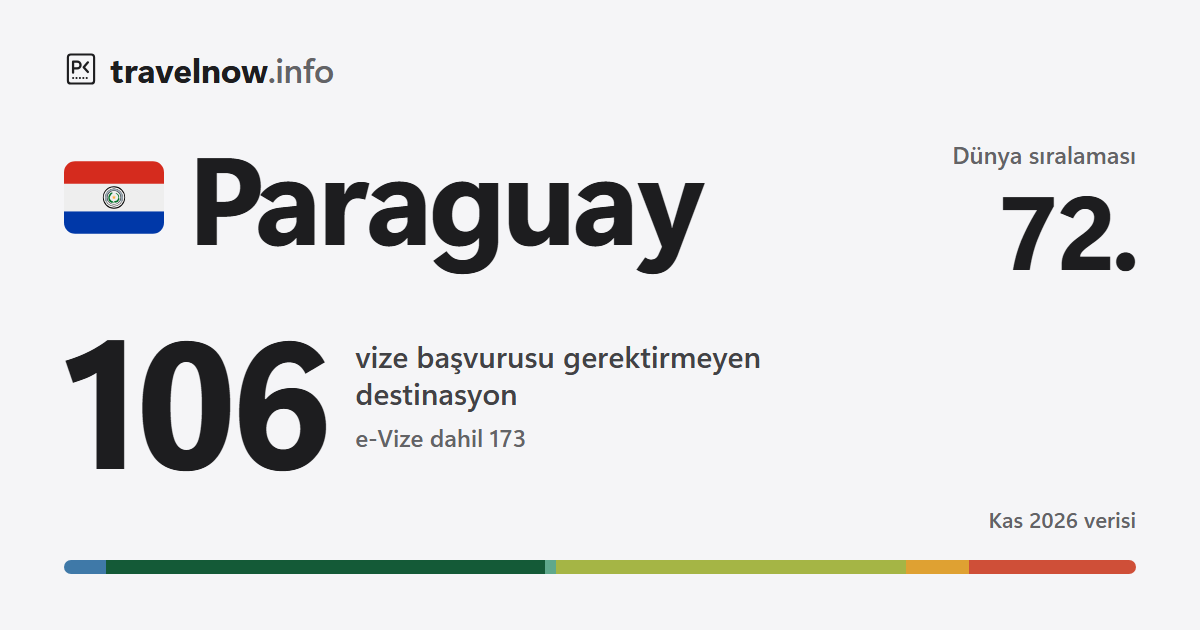 travelnow.info
Paraguay
Dünya sıralaması
72.
106
vize başvurusu gerektirmeyen
destinasyon
e-Vize dahil 173
Kas 2026 verisi